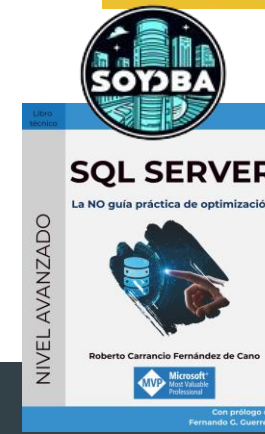 SOYDBA
Libro
técnico
SQL SERVER
La NO guía práctica de optimizació
NIVEL AVANZADO
Roberto Carrancio Fernández de Cano
MVP
Microsoft®
Most Valuable
Professional
Con prólogo
Fernando G. Guerre